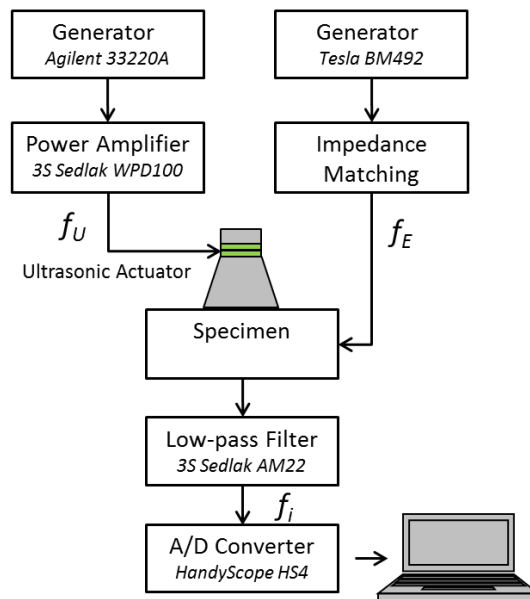 Generator
Agilent 33220A
Generator
Tesla BM492
Power Amplifier
3S Sedlak WPD100
Impedance
Matching
f_U
f_E
Ultrasonic Actuator
Specimen
Low-pass Filter
3S Sedlak AM22
f_i
A/D Converter
HandyScope HS4